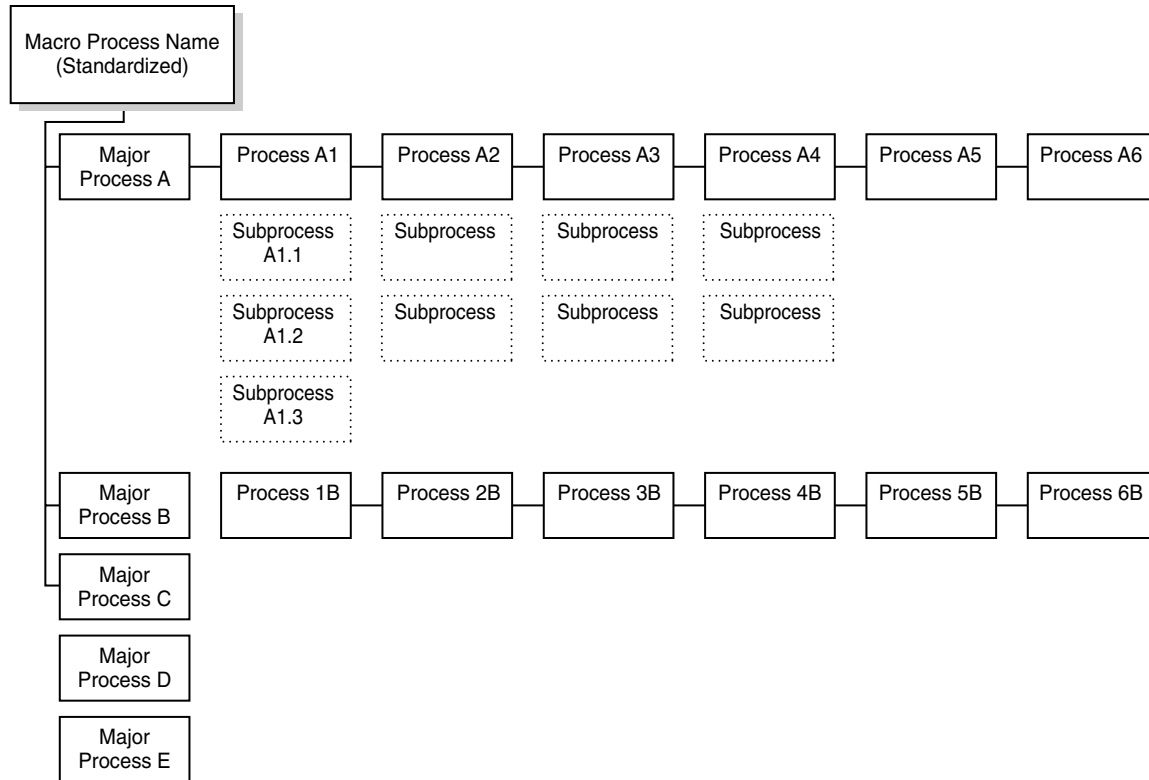 Macro Process Name
(Standardized)
Major
Process A
Process A1
Process A2
Process A3
Process A4
Process A5
Process A6
Subprocess
A1.1
Subprocess
Subprocess
Subprocess
Subprocess
A1.2
Subprocess
Subprocess
Subprocess
Subprocess
A1.3
Major
Process B
Process 1B
Process 2B
Process 3B
Process 4B
Process 5B
Process 6B
Major
Process C
Major
Process D
Major
Process E